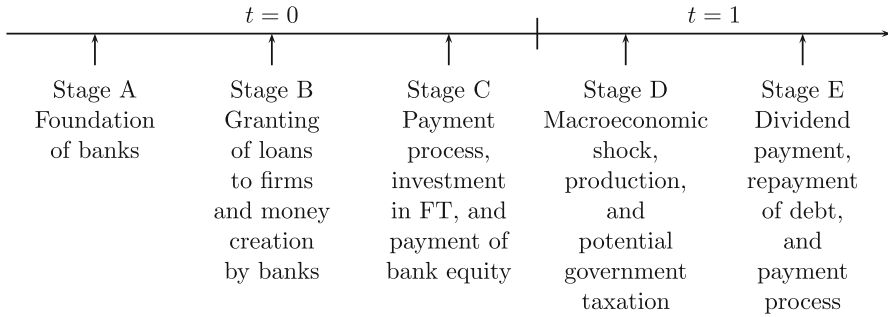 t = 0
t = 1
Stage A
Foundation
of banks
Stage B
Granting
of loans
to firms
and money
creation
by banks
Stage C
Payment
process,
investment
in FT, and
payment of
bank equity
Stage D
Macroeconomic
shock,
production,
and
potential
government
taxation
Stage E
Dividend
payment,
repayment
of debt,
and
payment
process